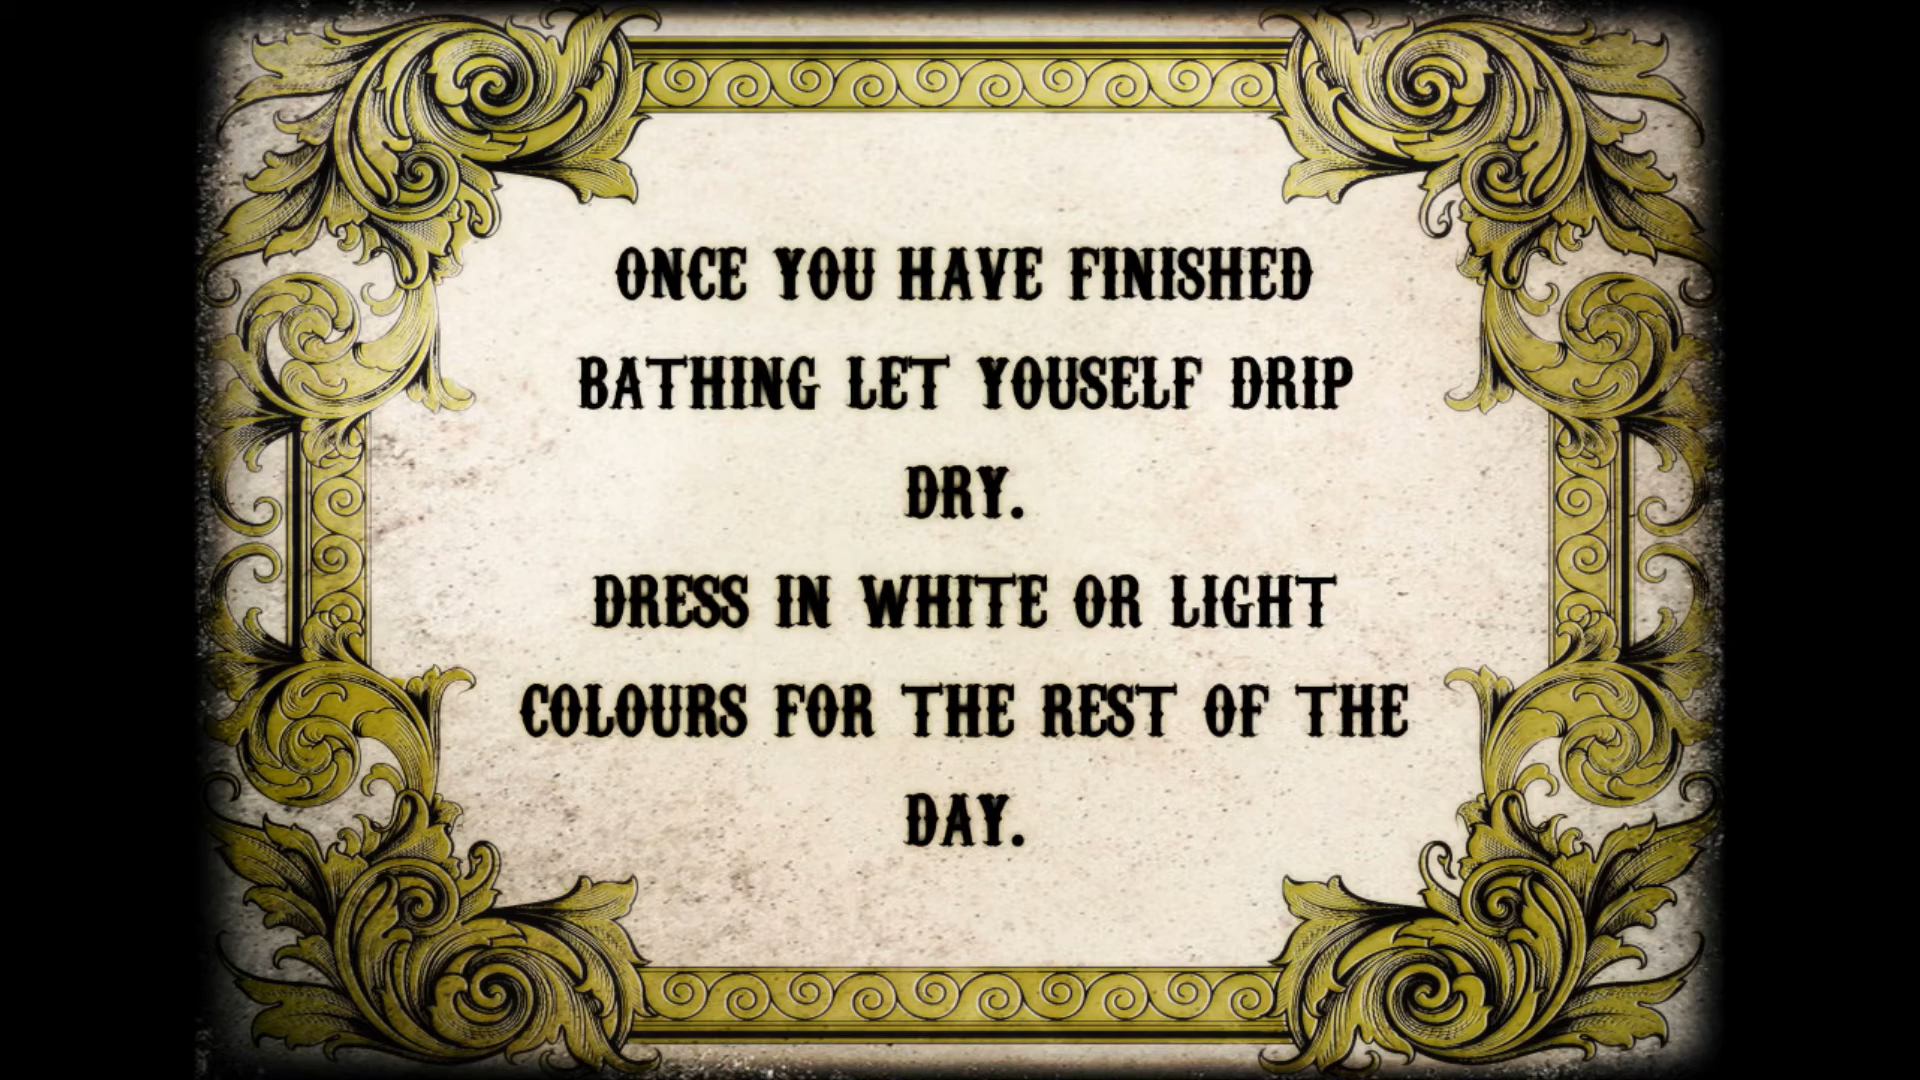 ONCE YOU HAVE FINISHED
BATHING LET YOUSELF DRIP
DRY.
DRESS IN WHITE OR LIGHT
COLOURS FOR THE REST OF THE
DAY.